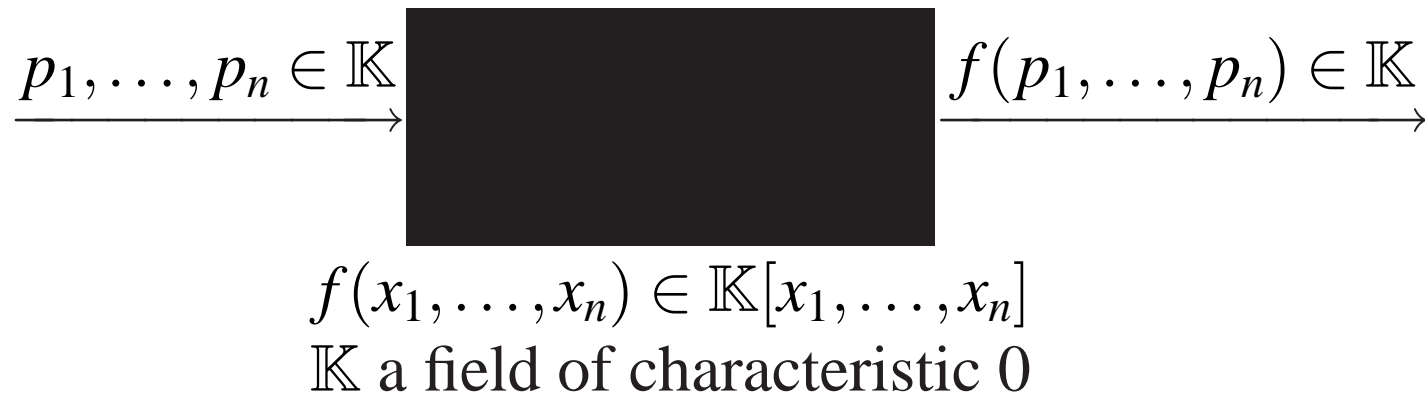 p₁, . . . , pₙ ∈ 𝕂
f(p₁, . . . , pₙ) ∈ 𝕂
f(x₁, . . . , xₙ) ∈ 𝕂[x₁, . . . , xₙ]
𝕂 a field of characteristic 0